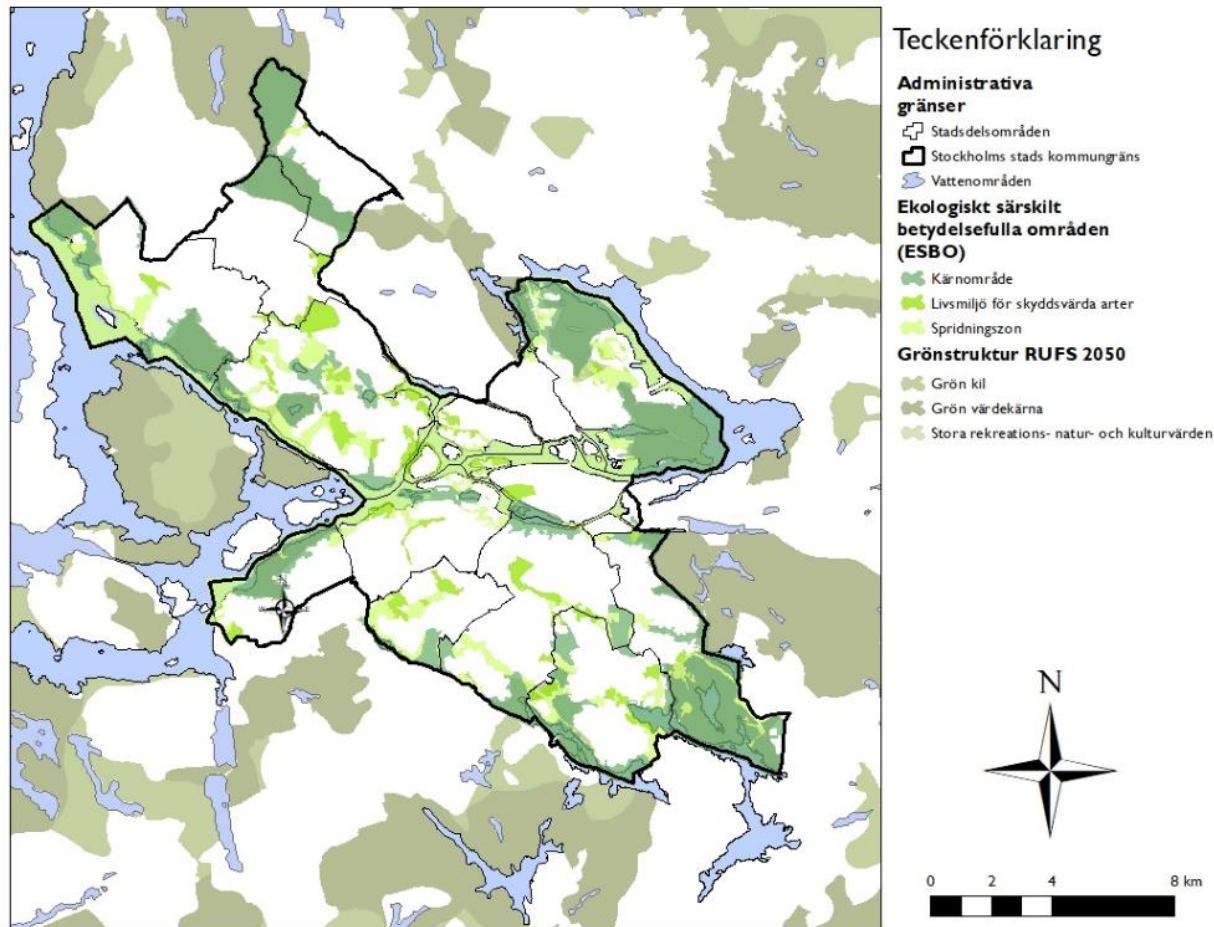 Teckenförklaring
Administrativa
gränser
Stadsdelsområden
Stockholms stads kommungräns
Vattenområden
Ekologiskt särskilt
betydelsefulla områden
(ESBO)
Kärnområde
Livsmiljö för skyddsvärda arter
Spridningszon
Grönstruktur RUFS 2050
Grön kil
Grön värdekärna
Stora rekreations- natur- och kulturvärden
N
0 2 4 8 km